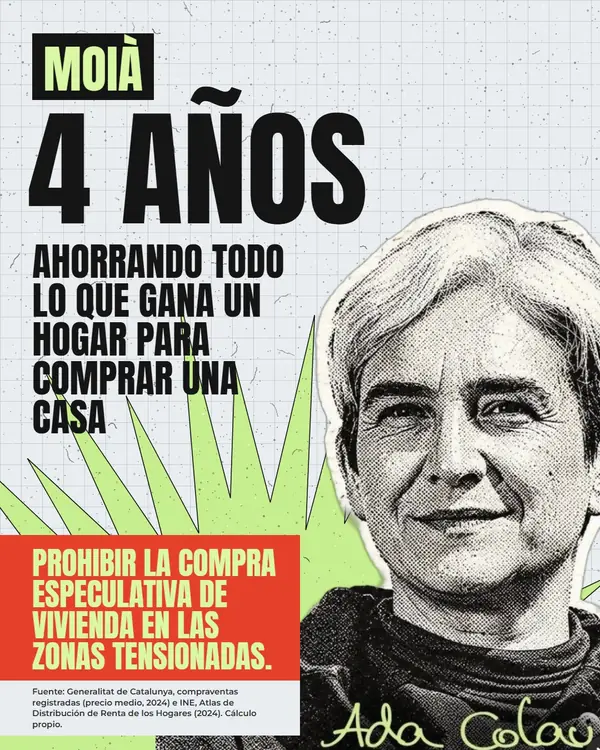 MOIÀ
4 AÑOS
AHORRANDO TODO
LO QUE GANA UN
HOGAR PARA
COMPRAR UNA
CASA
PROHIBIR LA COMPRA
ESPECULATIVA DE
VIVIENDA EN LAS
ZONAS TENSIONADAS.
Fuente: Generalitat de Catalunya, compraventas
registradas (precio medio, 2024) e INE, Atlas de
Distribución de Renta de los Hogares (2024). Cálculo
propio.
Ada Colau